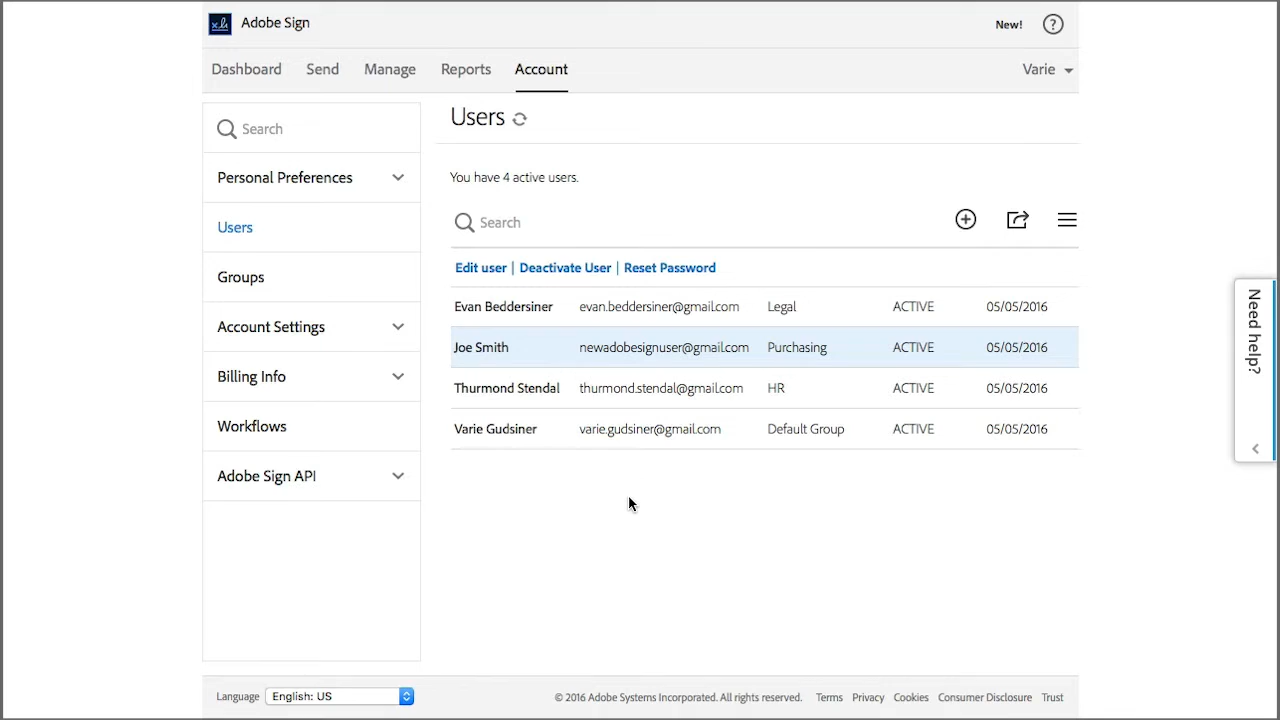 Adobe Sign
New!
?
Dashboard Send Manage Reports Account Varie
Search
Personal Preferences
Users
Groups
Account Settings
Billing Info
Workflows
Adobe Sign API
Users
You have 4 active users.
Search
Edit user | Deactivate User | Reset Password
Evan Beddersiner evan.beddersiner@gmail.com Legal ACTIVE 05/05/2016
Joe Smith newadobesignuser@gmail.com Purchasing ACTIVE 05/05/2016
Thurmond Stendal thurmond.stendal@gmail.com HR ACTIVE 05/05/2016
Varie Gudsiner varie.gudsiner@gmail.com Default Group ACTIVE 05/05/2016
Need help?
Language English: US
© 2016 Adobe Systems Incorporated. All rights reserved. Terms Privacy Cookies Consumer Disclosure Trust